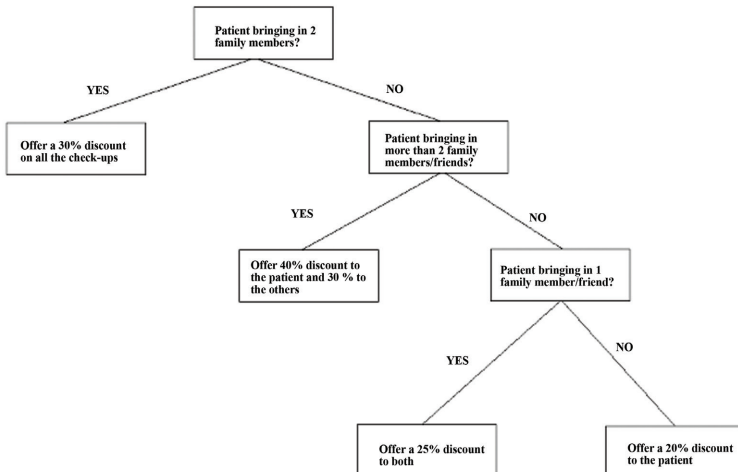 Patient bringing in 2
family members?
YES
NO
Offer a 30% discount
on all the check-ups
Patient bringing in
more than 2 family
members/friends?
YES
NO
Offer 40% discount to
the patient and 30 % to
the others
Patient bringing in 1
family member/friend?
YES
NO
Offer a 25% discount
to both
Offer a 20% discount
to the patient